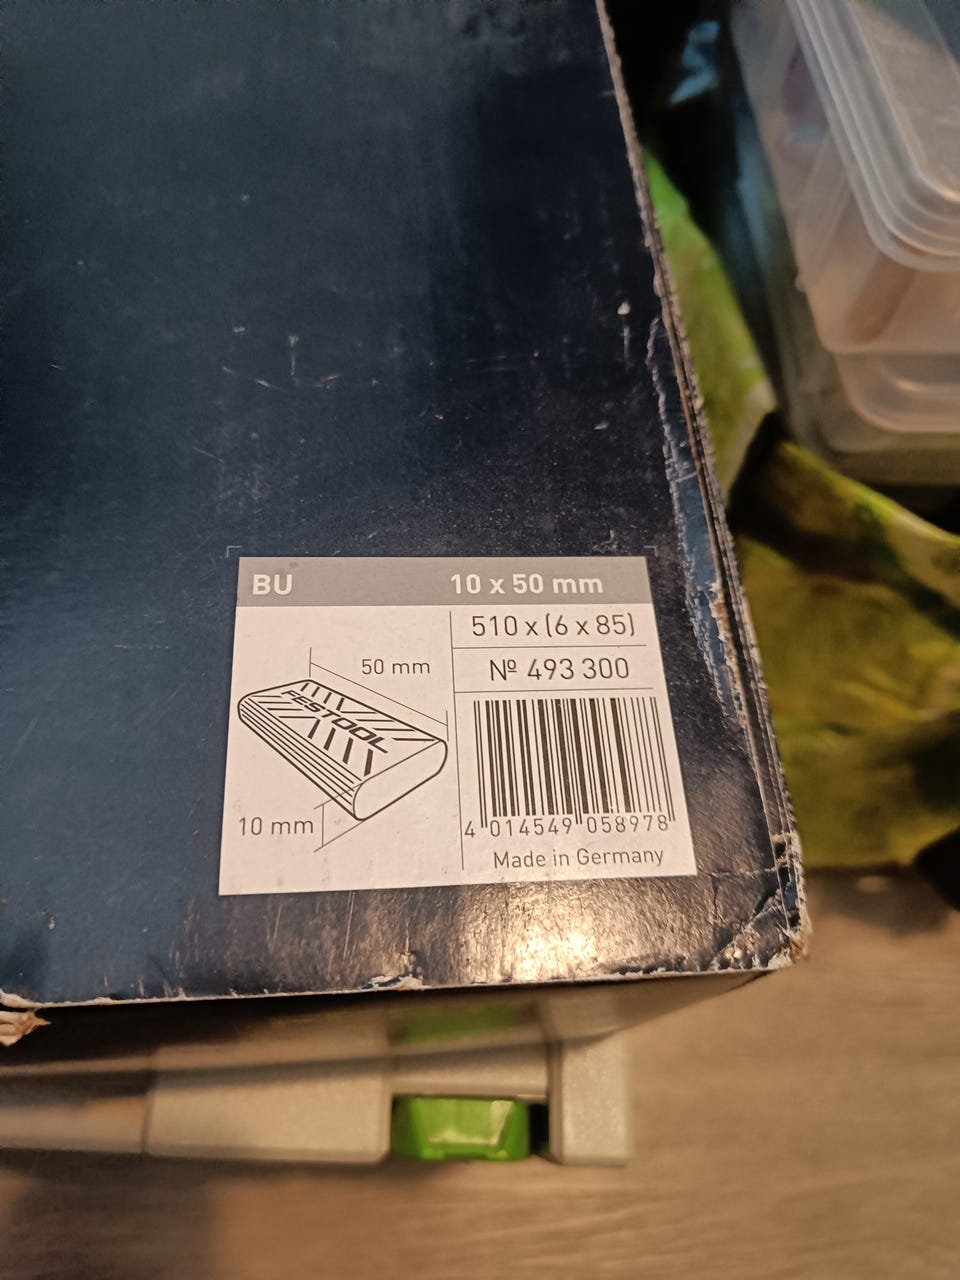 BU 10 x 50 mm
510 x (6 x 85)
№ 493 300
50 mm
FESTOOL
10 mm
4 014549 058978
Made in Germany